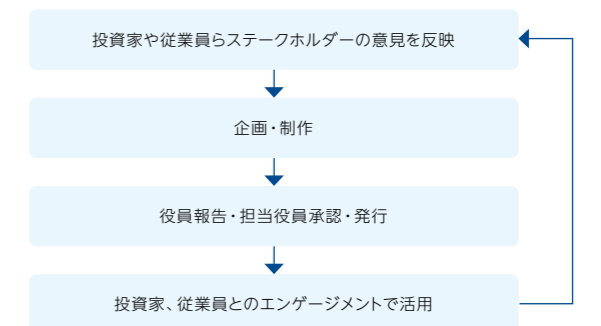 投資家や従業員らステークホルダーの意見を反映
企画・制作
役員報告・担当役員承認・発行
投資家、従業員とのエンゲージメントで活用